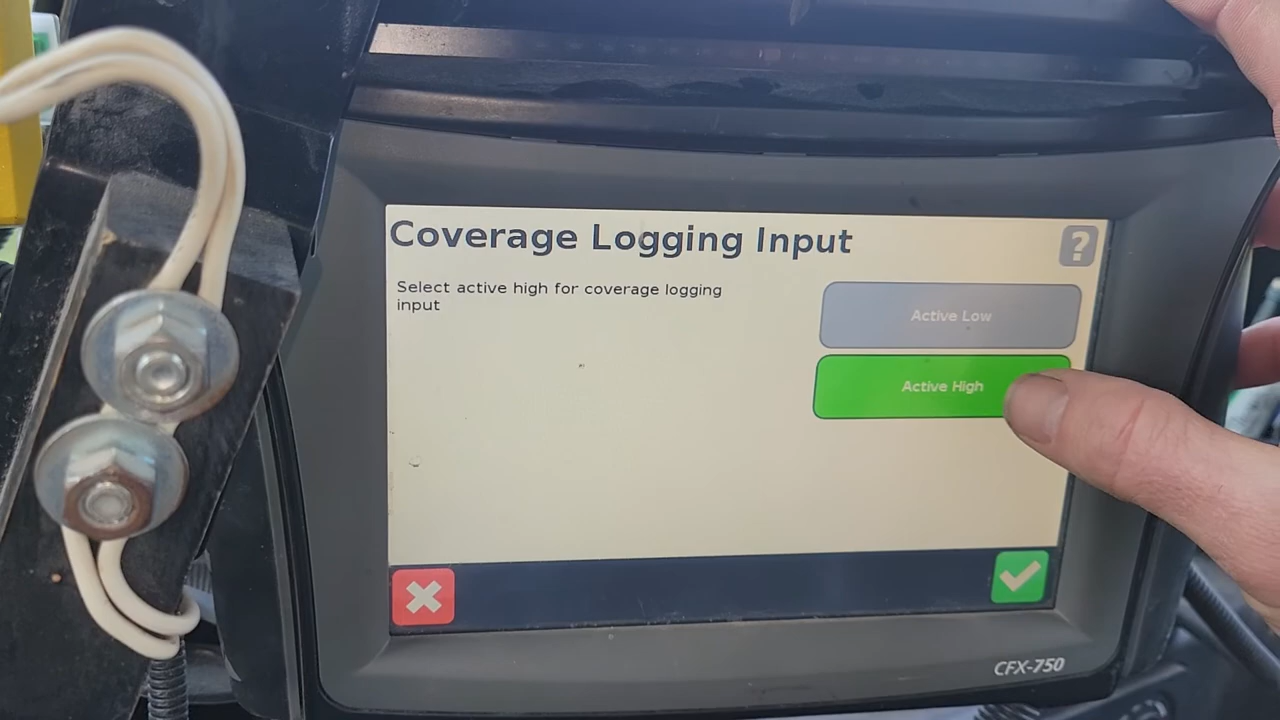 Coverage Logging Input
?
Select active high for coverage logging
input
Active Low
Active High
CFX-750